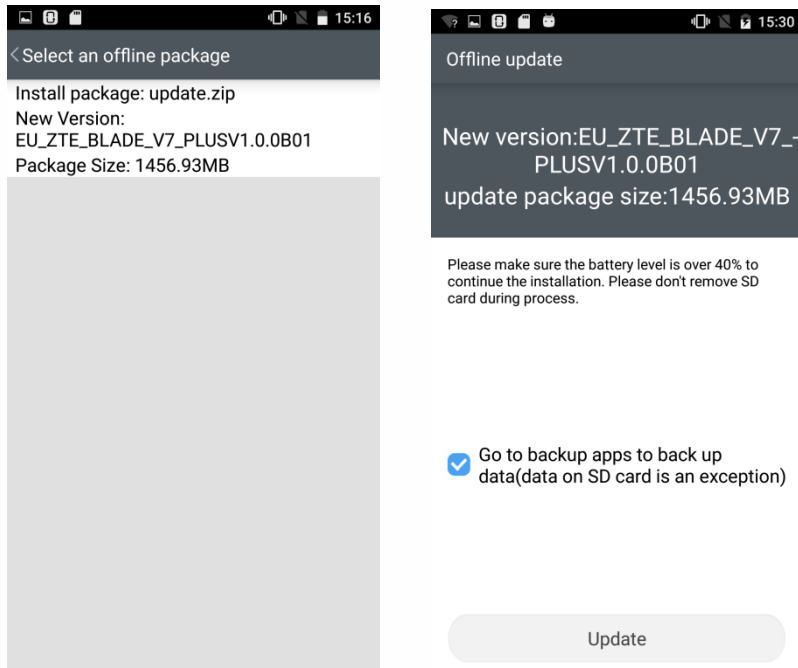 15:16
Select an offline package
Install package: update.zip
New Version:
EU_ZTE_BLADE_V7_PLUSV1.0.0B01
Package Size: 1456.93MB
15:30
Offline update
New version:EU_ZTE_BLADE_V7_-
PLUSV1.0.0B01
update package size:1456.93MB
Please make sure the battery level is over 40% to
continue the installation. Please don't remove SD
card during process.
Go to backup apps to back up
data(data on SD card is an exception)
Update